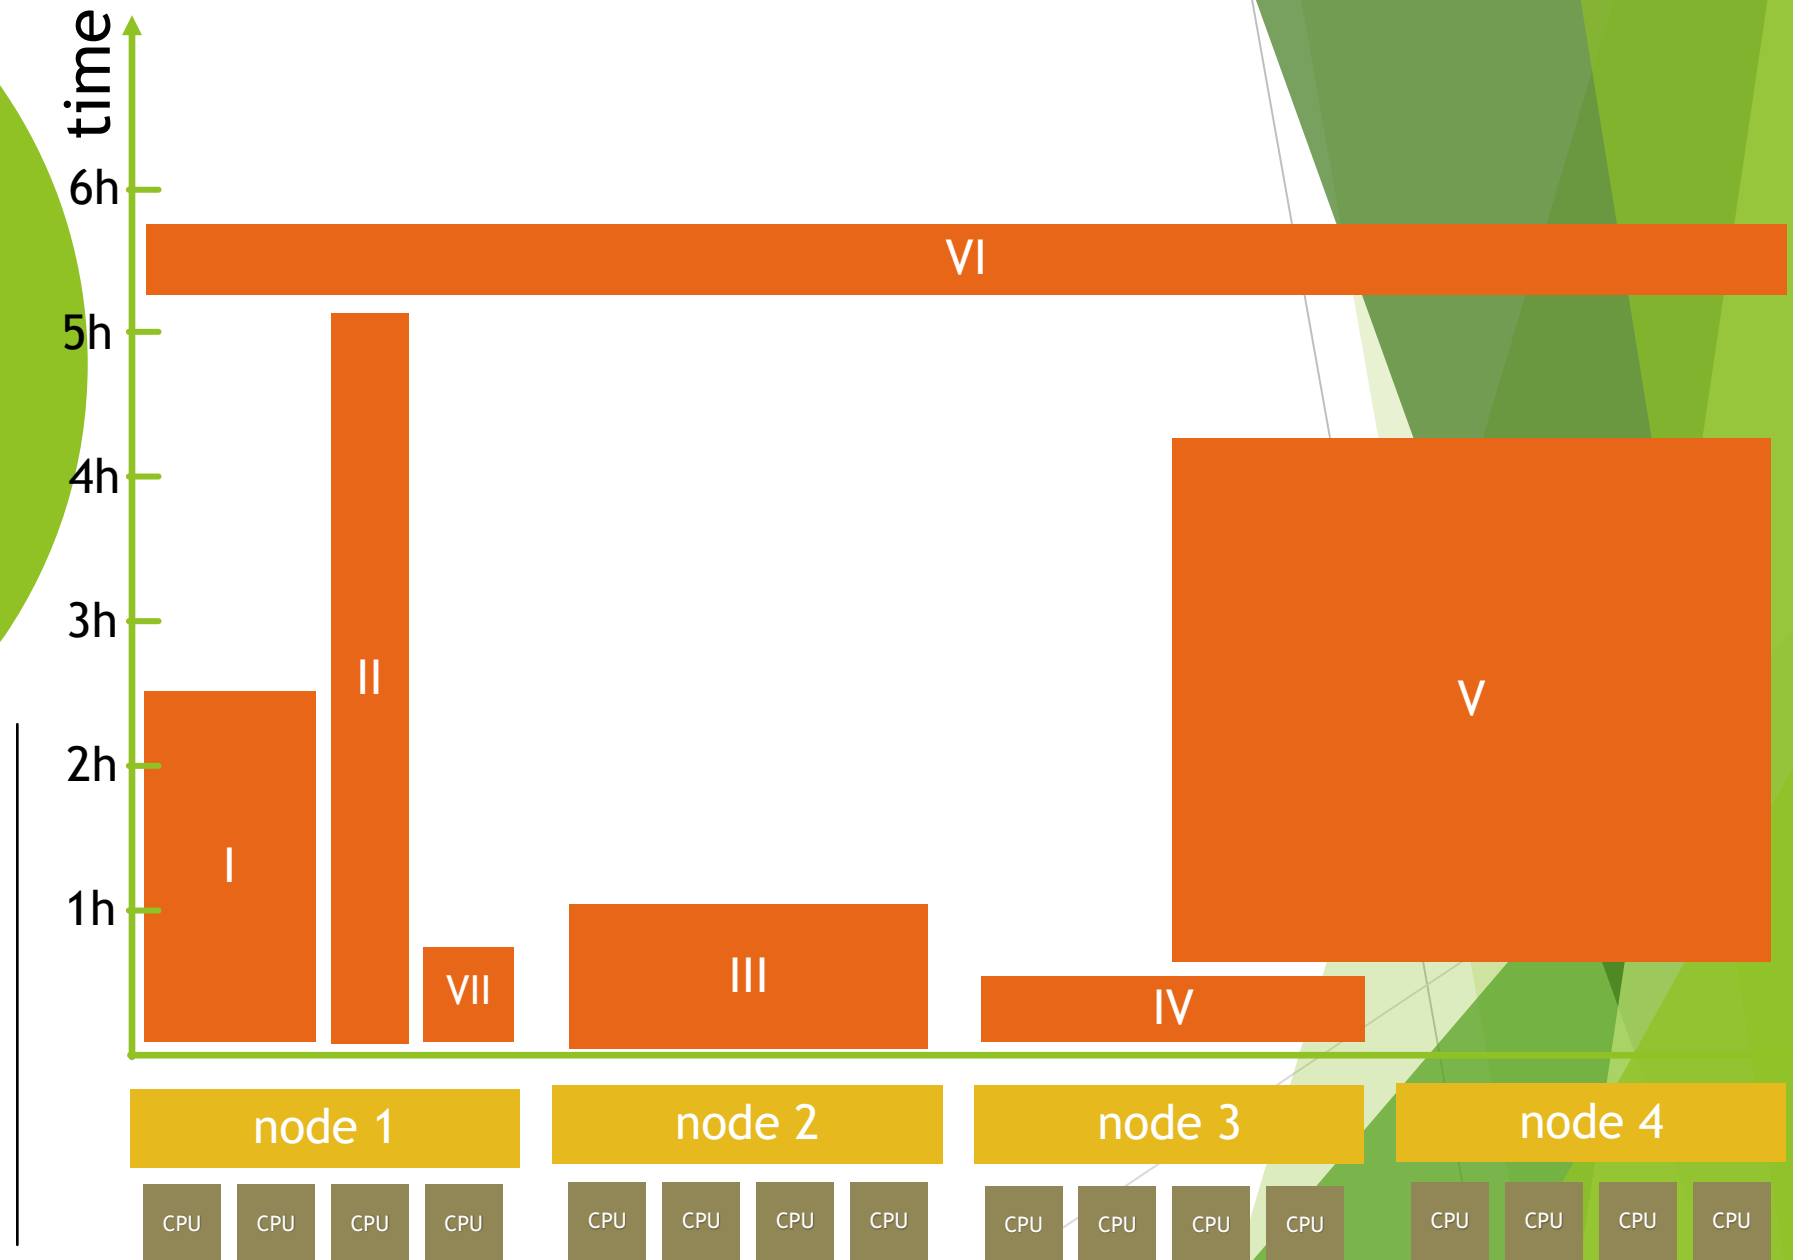 time
6h
VI
5h
4h
3h
II
V
2h
I
1h
VII
III
IV
node 1
node 2
node 3
node 4
CPU CPU CPU CPU CPU CPU CPU CPU CPU CPU CPU CPU CPU CPU CPU CPU